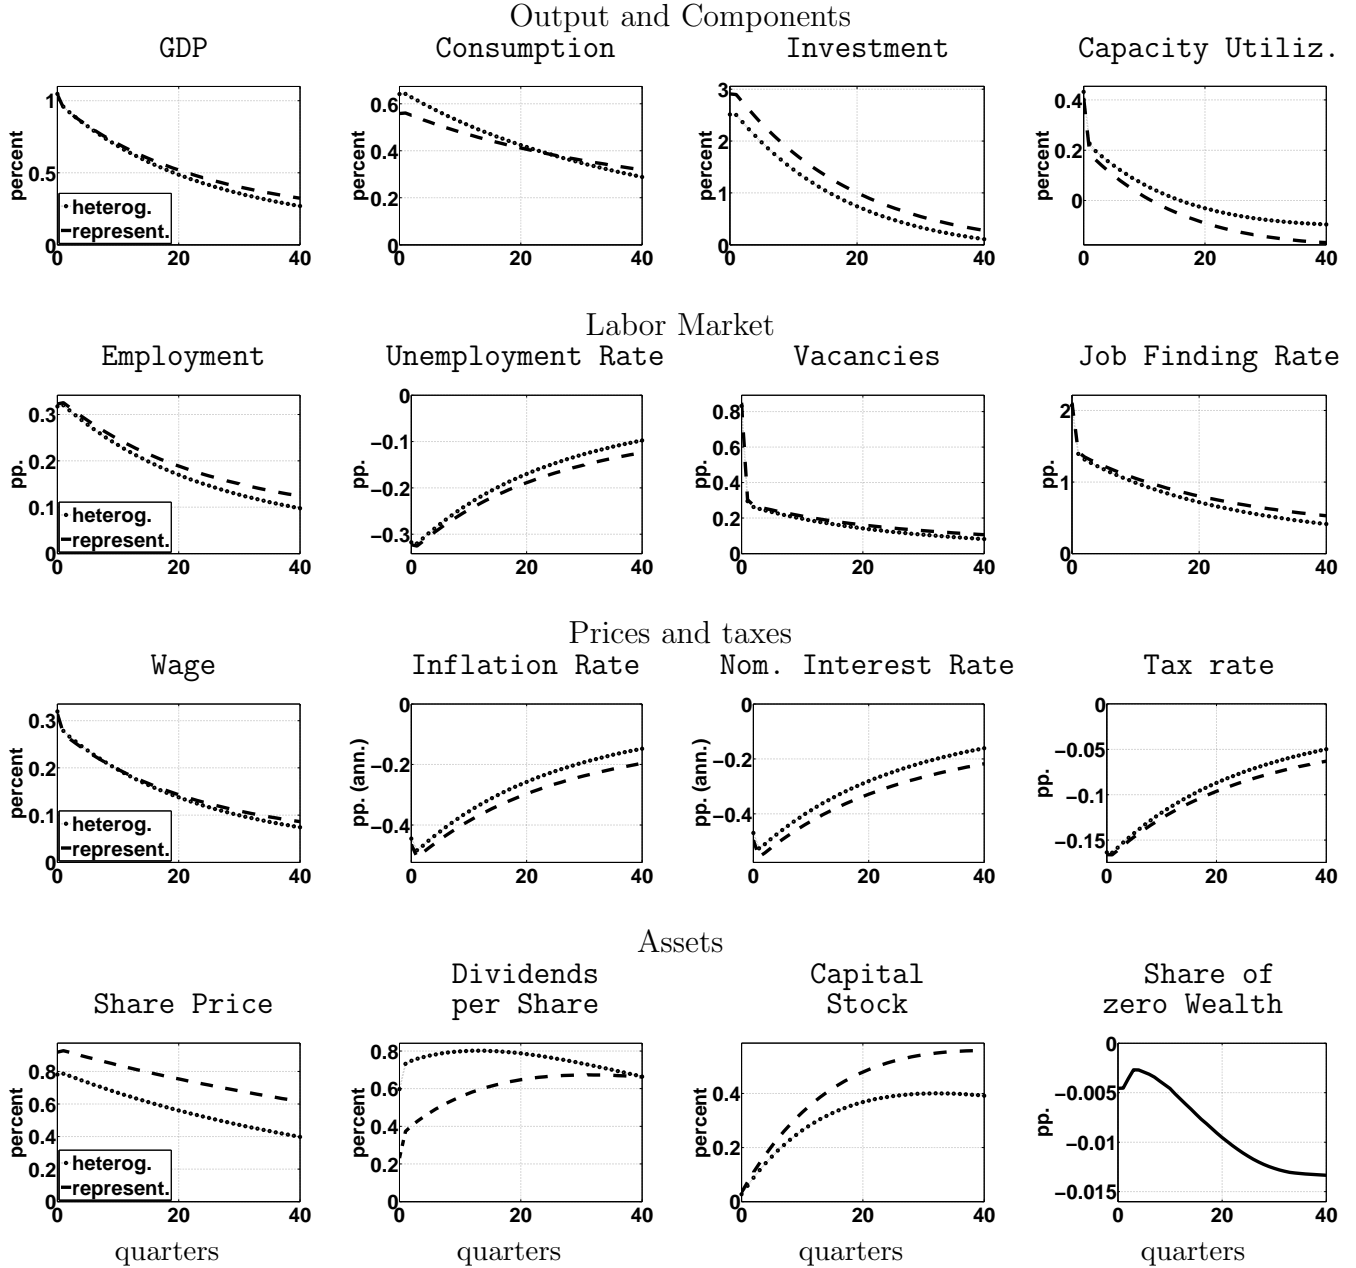 Output and Components
GDP
Consumption
Investment
Capacity Utiliz.
percent
1
0.5
0
0
20
40
heterog.
represent.
percent
0.6
0.4
0.2
0
0
20
40
percent
3
2
1
0
0
20
40
percent
0.4
0.2
0
0
20
40
Labor Market
Employment
Unemployment Rate
Vacancies
Job Finding Rate
pp.
0.3
0.2
0.1
0
0
20
40
heterog.
represent.
0
−0.1
−0.2
−0.3
0
20
40
pp.
0.8
0.6
0.4
0.2
0
0
20
40
pp.
2
1
0
0
20
40
Prices and taxes
Wage
Inflation Rate
Nom. Interest Rate
Tax rate
percent
0.3
0.2
0.1
0
0
20
40
heterog.
represent.
pp. (ann.)
0
−0.2
−0.4
0
20
40
pp. (ann.)
0
−0.2
−0.4
0
20
40
pp.
0
−0.05
−0.1
−0.15
0
20
40
Assets
Share Price
Dividends
per Share
Capital
Stock
Share of
zero Wealth
percent
0.8
0.6
0.4
0.2
0
0
20
40
heterog.
represent.
percent
0.8
0.6
0.4
0.2
0
0
20
40
percent
0.4
0.2
0
0
20
40
pp.
0
−0.005
−0.01
−0.015
0
20
40
quarters
quarters
quarters
quarters